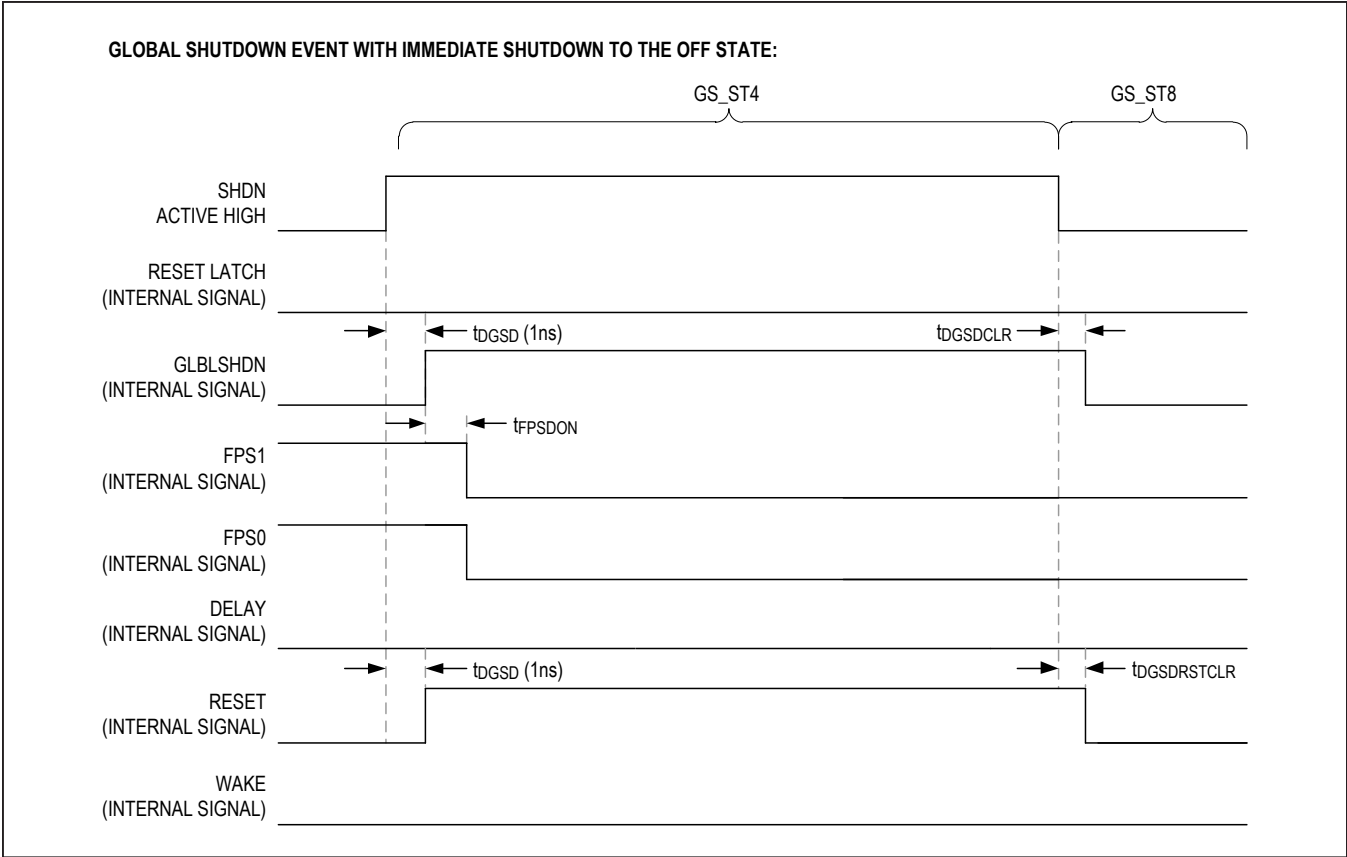 GLOBAL SHUTDOWN EVENT WITH IMMEDIATE SHUTDOWN TO THE OFF STATE:
GS_ST4
GS_ST8
SHDN
ACTIVE HIGH
RESET LATCH
(INTERNAL SIGNAL)
tDGSD (1ns)
tDGSDCLR
GLBLSHDN
(INTERNAL SIGNAL)
tFPSDON
FPS1
(INTERNAL SIGNAL)
FPS0
(INTERNAL SIGNAL)
DELAY
(INTERNAL SIGNAL)
tDGSD (1ns)
tDGSDRSTCLR
RESET
(INTERNAL SIGNAL)
WAKE
(INTERNAL SIGNAL)